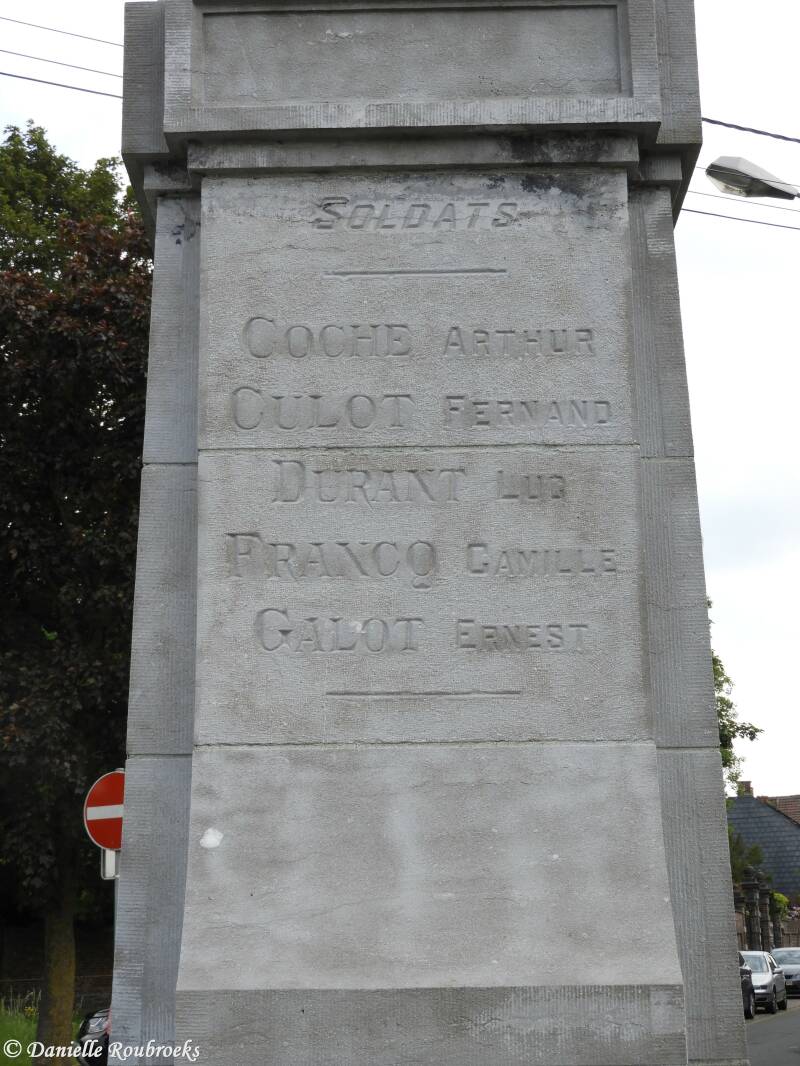 SOLDATS
COCHE ARTHUR
CULOT FERNAND
DURANT LUC
FRANCQ CAMILLE
GALOT ERNEST
© Danielle Roubroeks